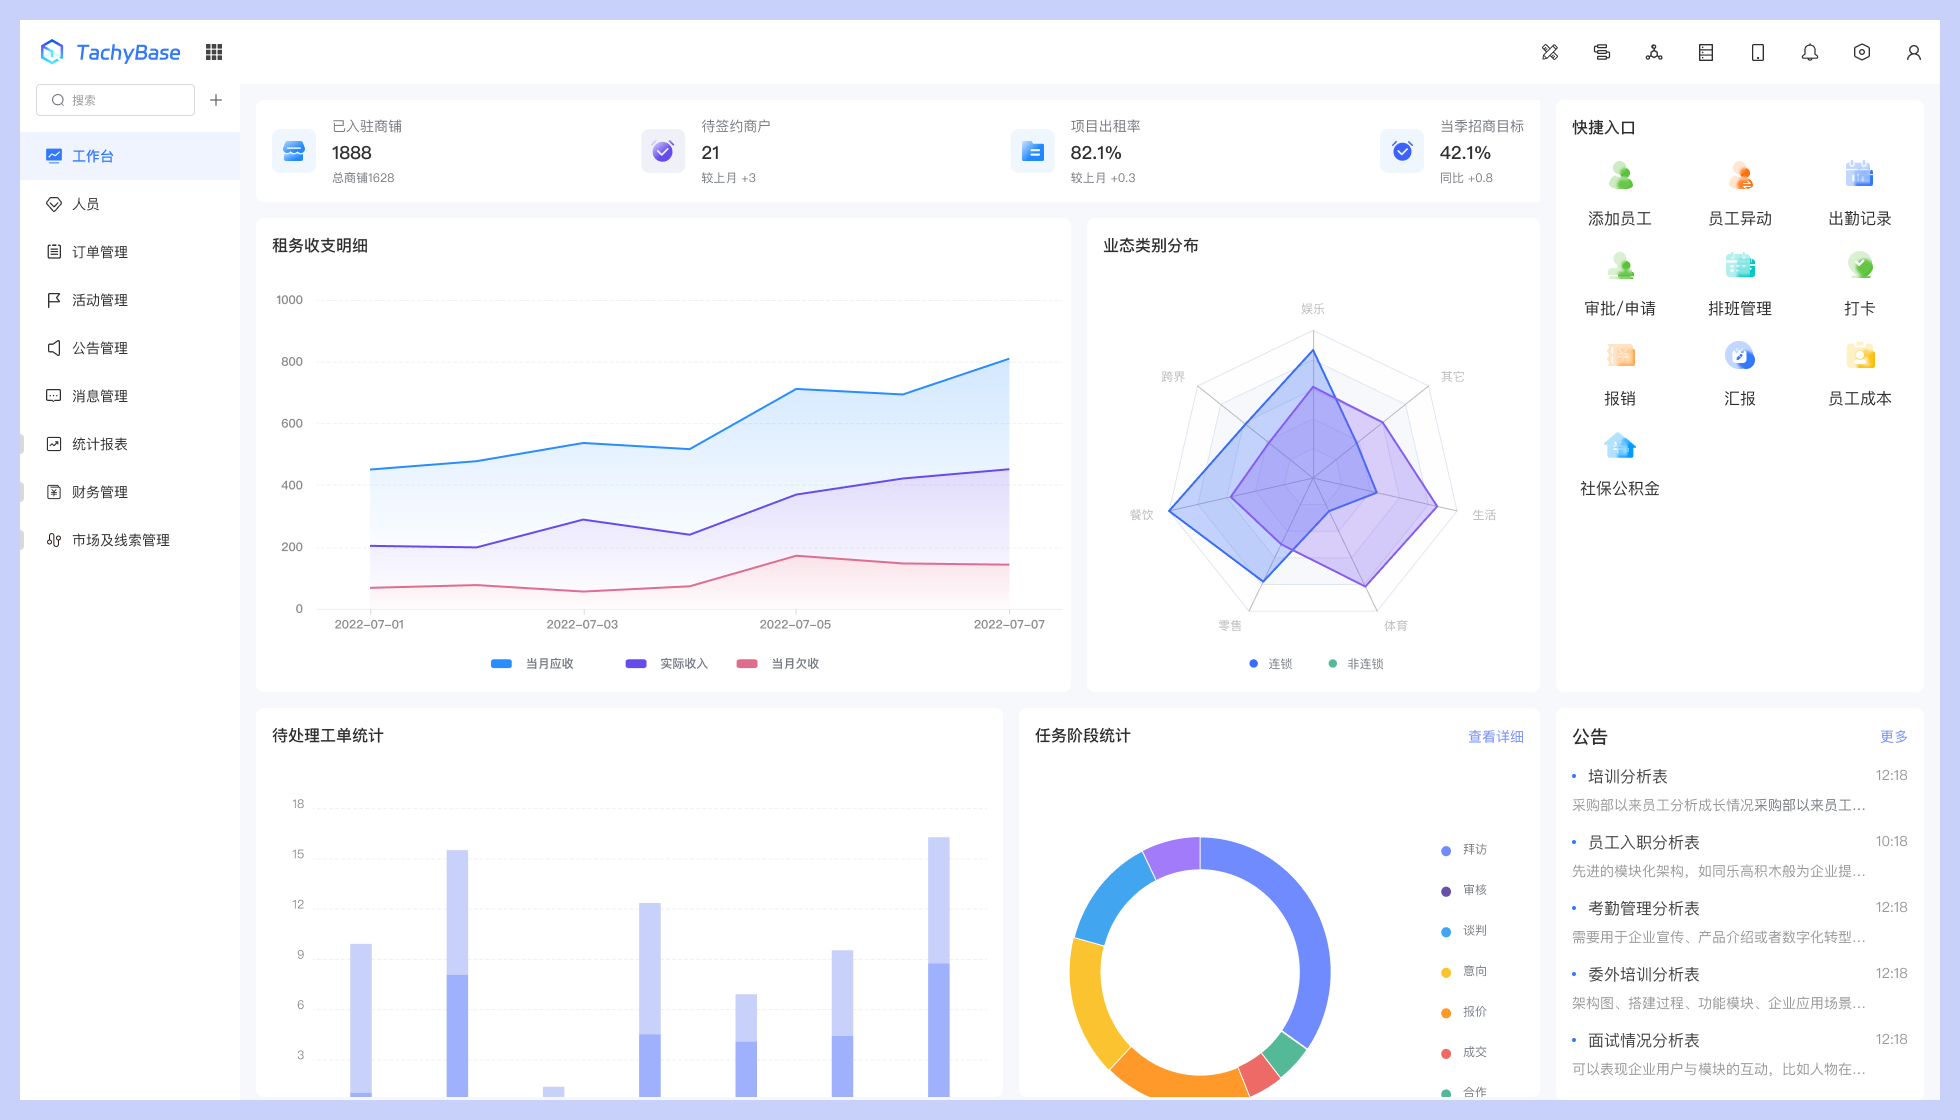 TachyBase
搜索
工作台
人员
订单管理
活动管理
公告管理
消息管理
统计报表
财务管理
市场及线索管理
已入驻商铺
1888
总商铺1628
待签约商户
21
较上月 +3
项目出租率
82.1%
较上月 +0.3
当季招商目标
42.1%
同比 +0.8
租务收支明细
1000
800
600
400
200
0
2022-07-01
2022-07-03
2022-07-05
2022-07-07
当月应收
实际收入
当月欠收
业态类别分布
娱乐
跨界
其它
餐饮
生活
零售
体育
连锁
非连锁
快捷入口
添加员工
员工异动
出勤记录
审批/申请
排班管理
打卡
报销
汇报
员工成本
社保公积金
待处理工单统计
18
15
12
9
6
3
任务阶段统计
查看详细
拜访
审核
谈判
意向
报价
成交
合作
公告
更多
培训分析表
12:18
采购部以来员工分析成长情况采购部以来员工...
员工入职分析表
10:18
先进的模块化架构，如同乐高积木般为企业提...
考勤管理分析表
12:18
需要用于企业宣传、产品介绍或者数字化转型...
委外培训分析表
12:18
架构图、搭建过程、功能模块、企业应用场景...
面试情况分析表
12:18
可以表现企业用户与模块的互动，比如人物在...